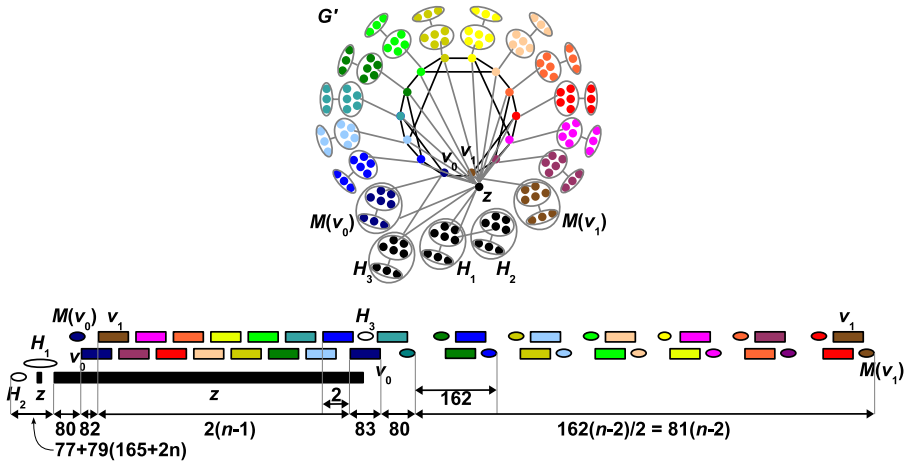 G′
v₀ v₁
z
M(v₀) M(v₁)
H₃ H₁ H₂
M(v₀) v₁ H₃ v₁
H₁ v₀ v₀ M(v₁)
H₂ z z 2 162
80 82 2(n-1) 83 80 162(n-2)/2 = 81(n-2)
77+79(165+2n)